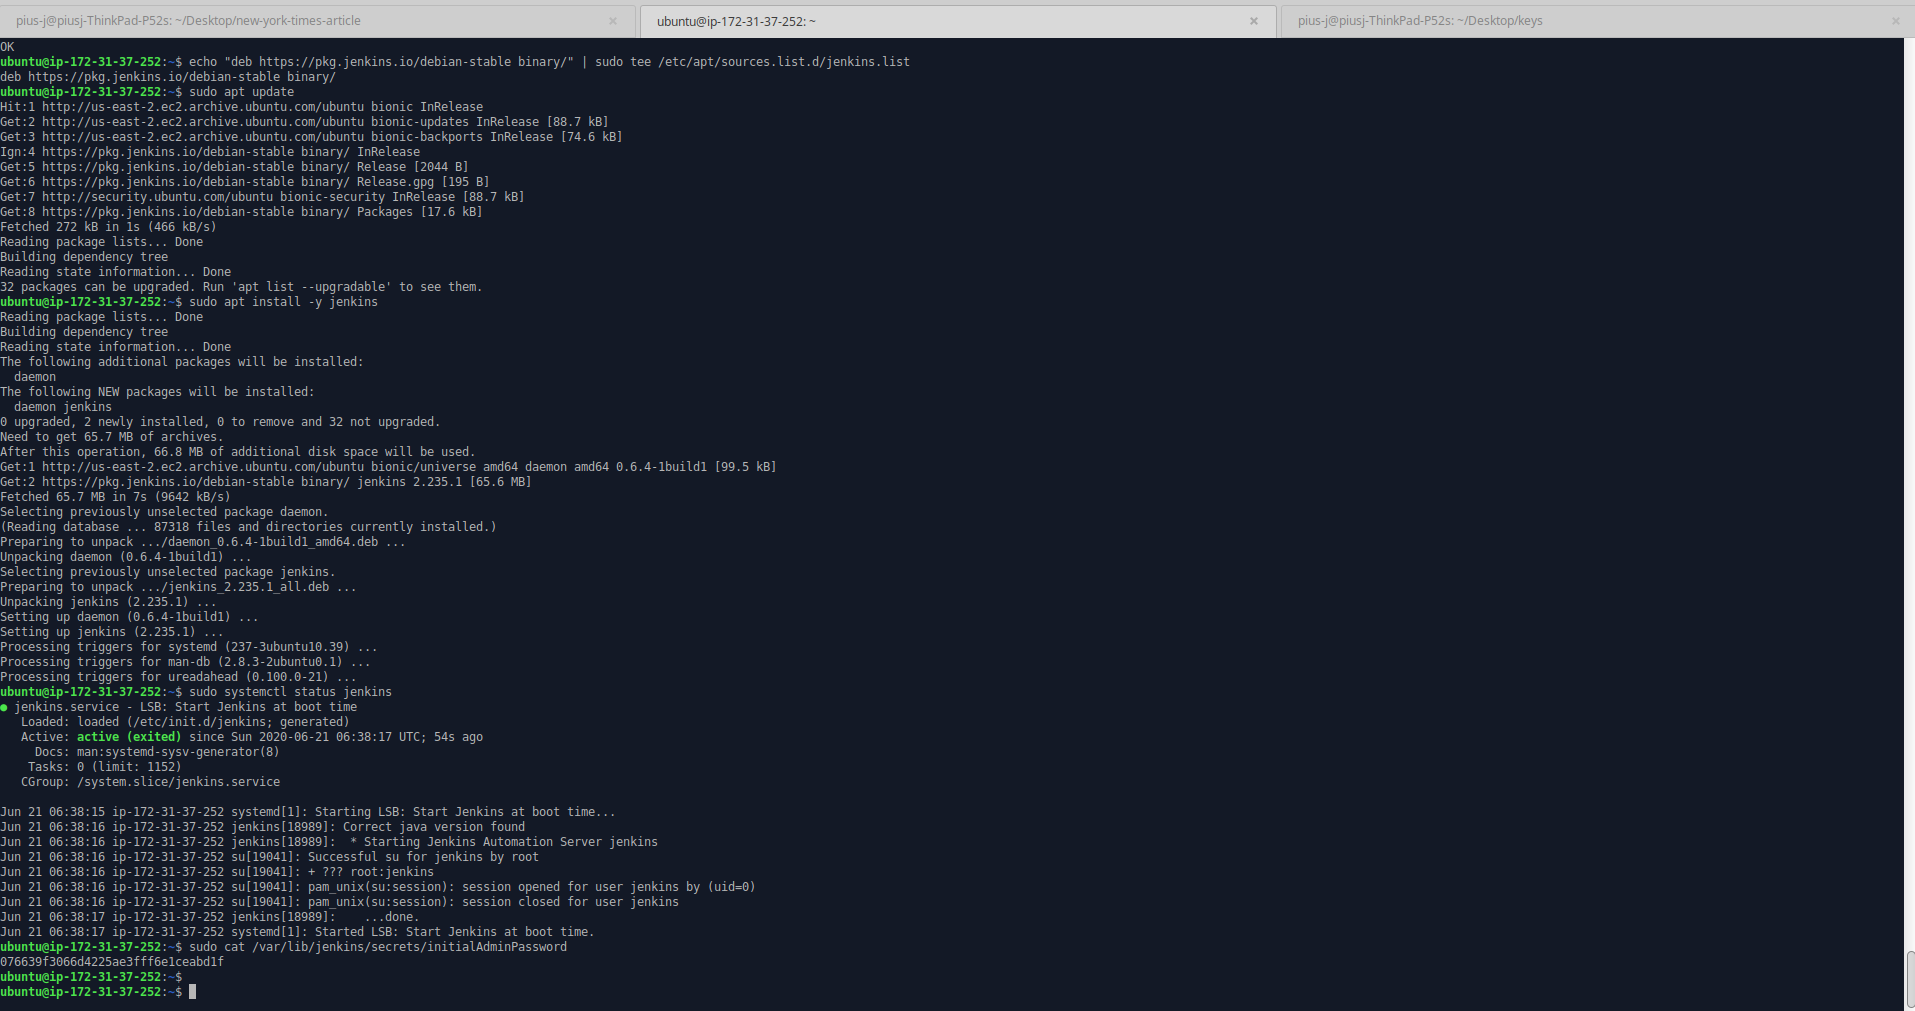 pius-j@piusj-ThinkPad-P52s: ~/Desktop/new-york-times-article × ubuntu@ip-172-31-37-252: ~ × pius-j@piusj-ThinkPad-P52s: ~/Desktop/keys ×
OK
ubuntu@ip-172-31-37-252:~$ echo "deb https://pkg.jenkins.io/debian-stable binary/" | sudo tee /etc/apt/sources.list.d/jenkins.list
deb https://pkg.jenkins.io/debian-stable binary/
ubuntu@ip-172-31-37-252:~$ sudo apt update
Hit:1 http://us-east-2.ec2.archive.ubuntu.com/ubuntu bionic InRelease
Get:2 http://us-east-2.ec2.archive.ubuntu.com/ubuntu bionic-updates InRelease [88.7 kB]
Get:3 http://us-east-2.ec2.archive.ubuntu.com/ubuntu bionic-backports InRelease [74.6 kB]
Ign:4 https://pkg.jenkins.io/debian-stable binary/ InRelease
Get:5 https://pkg.jenkins.io/debian-stable binary/ Release [2044 B]
Get:6 https://pkg.jenkins.io/debian-stable binary/ Release.gpg [195 B]
Get:7 http://security.ubuntu.com/ubuntu bionic-security InRelease [88.7 kB]
Get:8 https://pkg.jenkins.io/debian-stable binary/ Packages [17.6 kB]
Fetched 272 kB in 1s (466 kB/s)
Reading package lists... Done
Building dependency tree
Reading state information... Done
32 packages can be upgraded. Run 'apt list --upgradable' to see them.
ubuntu@ip-172-31-37-252:~$ sudo apt install -y jenkins
Reading package lists... Done
Building dependency tree
Reading state information... Done
The following additional packages will be installed:
  daemon
The following NEW packages will be installed:
  daemon jenkins
0 upgraded, 2 newly installed, 0 to remove and 32 not upgraded.
Need to get 65.7 MB of archives.
After this operation, 66.8 MB of additional disk space will be used.
Get:1 http://us-east-2.ec2.archive.ubuntu.com/ubuntu bionic/universe amd64 daemon amd64 0.6.4-1build1 [99.5 kB]
Get:2 https://pkg.jenkins.io/debian-stable binary/ jenkins 2.235.1 [65.6 MB]
Fetched 65.7 MB in 7s (9642 kB/s)
Selecting previously unselected package daemon.
(Reading database ... 87318 files and directories currently installed.)
Preparing to unpack .../daemon_0.6.4-1build1_amd64.deb ...
Unpacking daemon (0.6.4-1build1) ...
Selecting previously unselected package jenkins.
Preparing to unpack .../jenkins_2.235.1_all.deb ...
Unpacking jenkins (2.235.1) ...
Setting up daemon (0.6.4-1build1) ...
Setting up jenkins (2.235.1) ...
Processing triggers for systemd (237-3ubuntu10.39) ...
Processing triggers for man-db (2.8.3-2ubuntu0.1) ...
Processing triggers for ureadahead (0.100.0-21) ...
ubuntu@ip-172-31-37-252:~$ sudo systemctl status jenkins
● jenkins.service - LSB: Start Jenkins at boot time
   Loaded: loaded (/etc/init.d/jenkins; generated)
   Active: active (exited) since Sun 2020-06-21 06:38:17 UTC; 54s ago
     Docs: man:systemd-sysv-generator(8)
    Tasks: 0 (limit: 1152)
   CGroup: /system.slice/jenkins.service
Jun 21 06:38:15 ip-172-31-37-252 systemd[1]: Starting LSB: Start Jenkins at boot time...
Jun 21 06:38:16 ip-172-31-37-252 jenkins[18989]: Correct java version found
Jun 21 06:38:16 ip-172-31-37-252 jenkins[18989]:  * Starting Jenkins Automation Server jenkins
Jun 21 06:38:16 ip-172-31-37-252 su[19041]: Successful su for jenkins by root
Jun 21 06:38:16 ip-172-31-37-252 su[19041]: + ??? root:jenkins
Jun 21 06:38:16 ip-172-31-37-252 su[19041]: pam_unix(su:session): session opened for user jenkins by (uid=0)
Jun 21 06:38:16 ip-172-31-37-252 su[19041]: pam_unix(su:session): session closed for user jenkins
Jun 21 06:38:17 ip-172-31-37-252 jenkins[18989]:    ...done.
Jun 21 06:38:17 ip-172-31-37-252 systemd[1]: Started LSB: Start Jenkins at boot time.
ubuntu@ip-172-31-37-252:~$ sudo cat /var/lib/jenkins/secrets/initialAdminPassword
076639f3066d4225ae3fff6e1ceabd1f
ubuntu@ip-172-31-37-252:~$
ubuntu@ip-172-31-37-252:~$